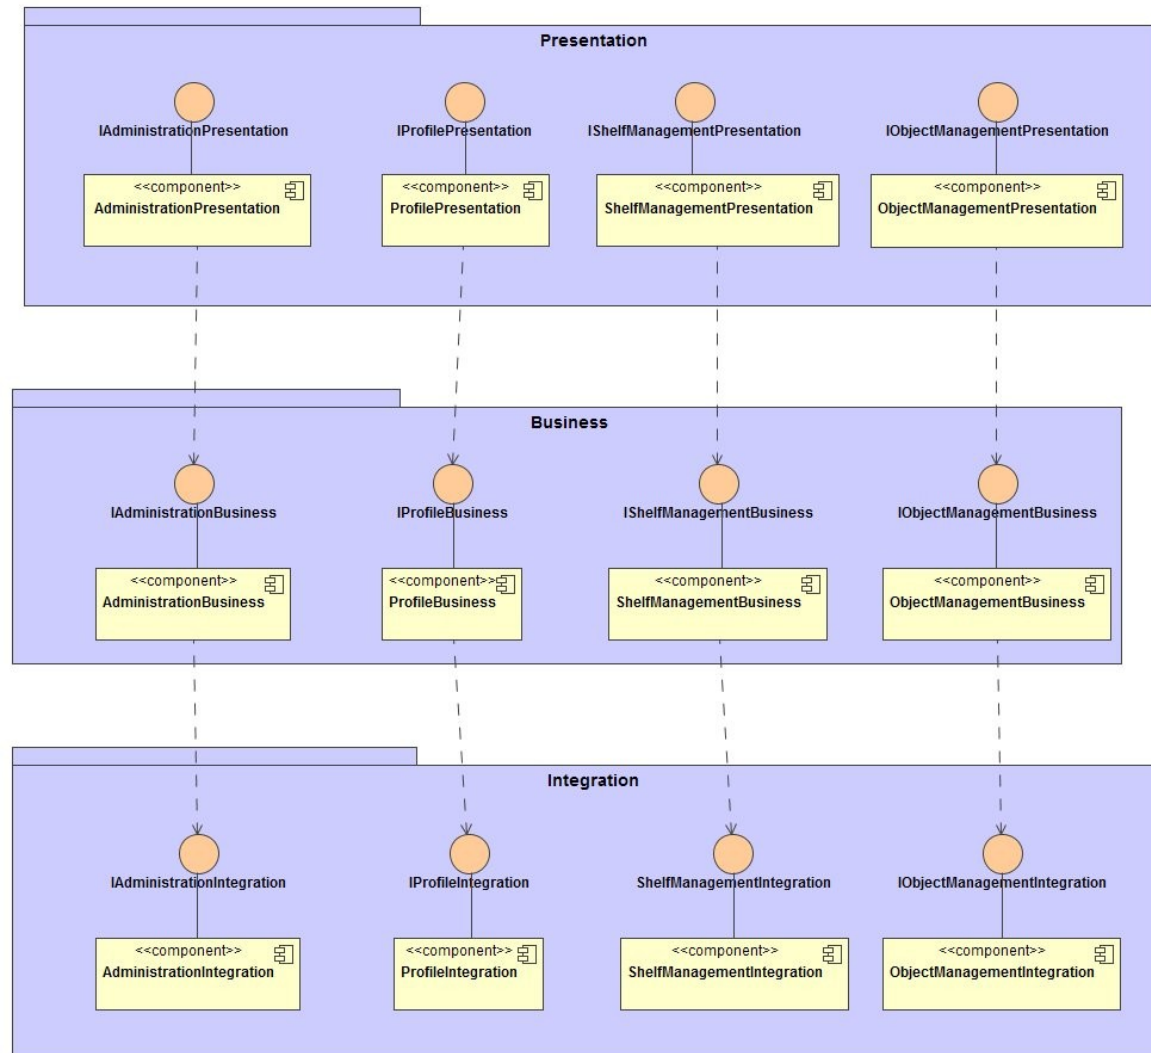 Presentation
IAdministrationPresentation
IProfilePresentation
IShelfManagementPresentation
IObjectManagementPresentation
<<component>>
AdministrationPresentation
<<component>>
ProfilePresentation
<<component>>
ShelfManagementPresentation
<<component>>
ObjectManagementPresentation
Business
IAdministrationBusiness
IProfileBusiness
IShelfManagementBusiness
IObjectManagementBusiness
<<component>>
AdministrationBusiness
<<component>>
ProfileBusiness
<<component>>
ShelfManagementBusiness
<<component>>
ObjectManagementBusiness
Integration
IAdministrationIntegration
IProfileIntegration
ShelfManagementIntegration
IObjectManagementIntegration
<<component>>
AdministrationIntegration
<<component>>
ProfileIntegration
<<component>>
ShelfManagementIntegration
<<component>>
ObjectManagementIntegration